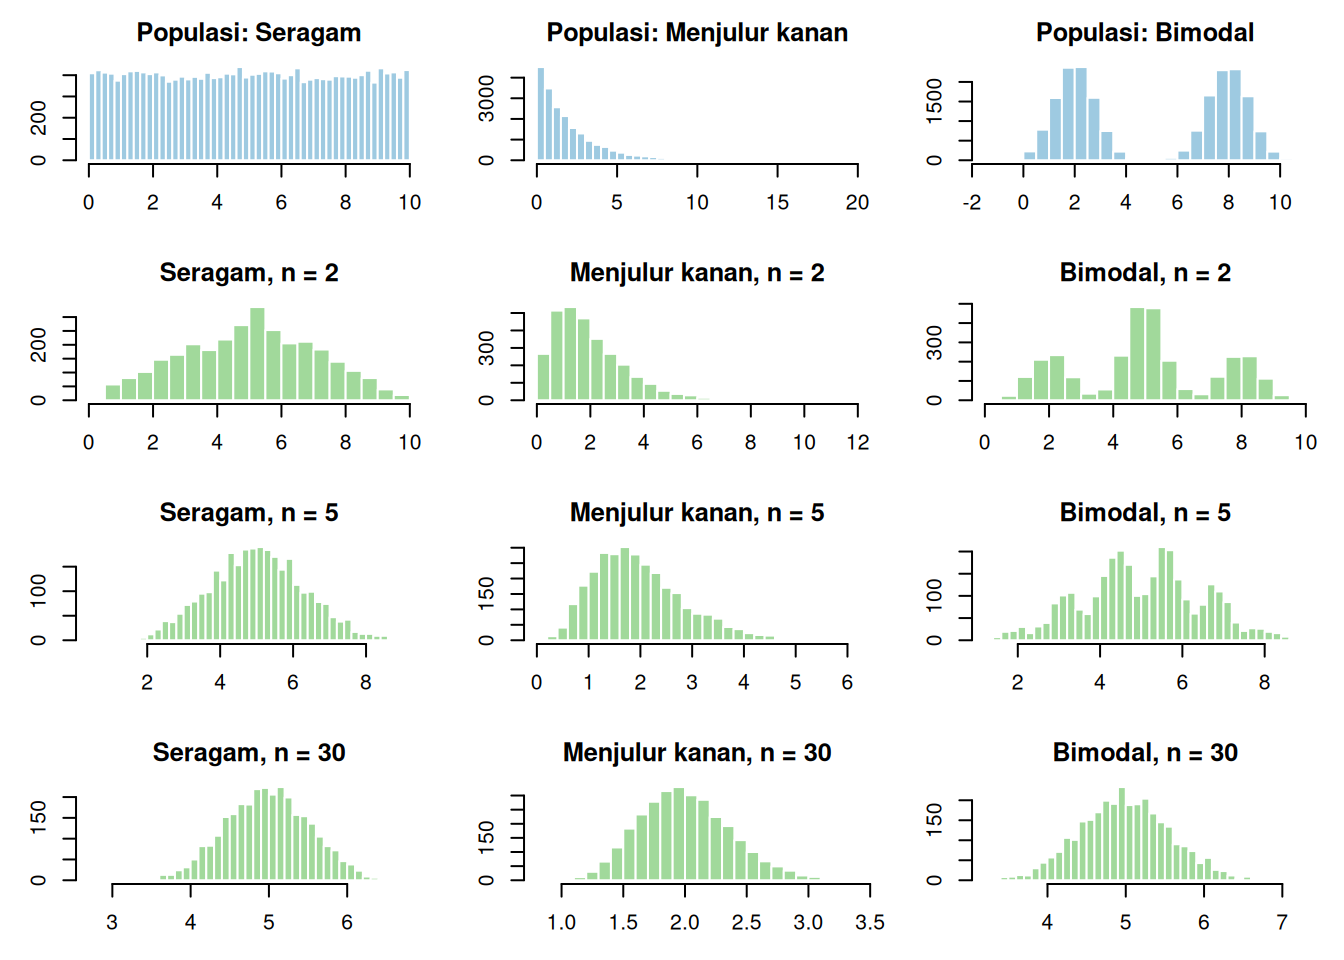 Populasi: Seragam
200
0
0 2 4 6 8 10
Populasi: Menjulur kanan
3000
0
0 5 10 15 20
Populasi: Bimodal
1500
0
-2 0 2 4 6 8 10
Seragam, n = 2
200
0
0 2 4 6 8 10
Menjulur kanan, n = 2
300
0
0 2 4 6 8 10 12
Bimodal, n = 2
300
0
0 2 4 6 8 10
Seragam, n = 5
100
0
2 4 6 8
Menjulur kanan, n = 5
150
0
0 1 2 3 4 5 6
Bimodal, n = 5
100
0
2 4 6 8
Seragam, n = 30
150
0
3 4 5 6
Menjulur kanan, n = 30
150
0
1.0 1.5 2.0 2.5 3.0 3.5
Bimodal, n = 30
150
0
4 5 6 7